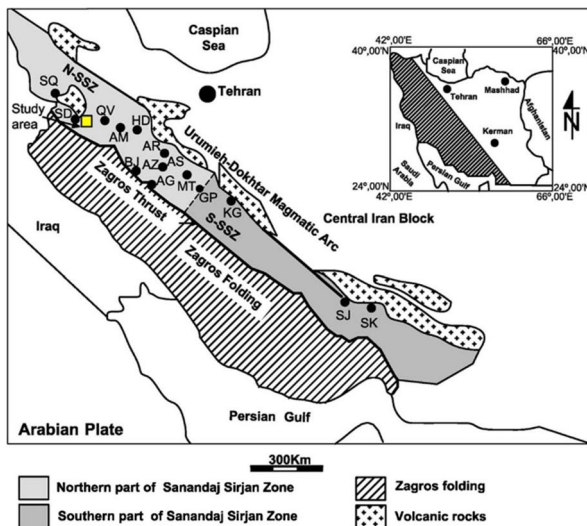 Caspian
Sea
Tehran
N-SSZ
SQ
Study
area
SD
QV
AM
HD
AR
AZ
AS
BJ
AG
MT
GP
KG
Urumieh-Dokhtar Magmatic Arc
Central Iran Block
Zagros Thrust
Zagros Folding
S-SSZ
SJ
SK
Iraq
Persian Gulf
Arabian Plate
42°,00'
66°,00'
40°,00'N
40°,00'N
Caspian
Sea
Tehran
Mashhad
Afghanistan
Iraq
Kerman
Saudi
Arabia
Persian Gulf
24°,00'
24°,00'
42°,00'
66°,00'
N
300Km
Northern part of Sanandaj Sirjan Zone
Zagros folding
Southern part of Sanandaj Sirjan Zone
Volcanic rocks